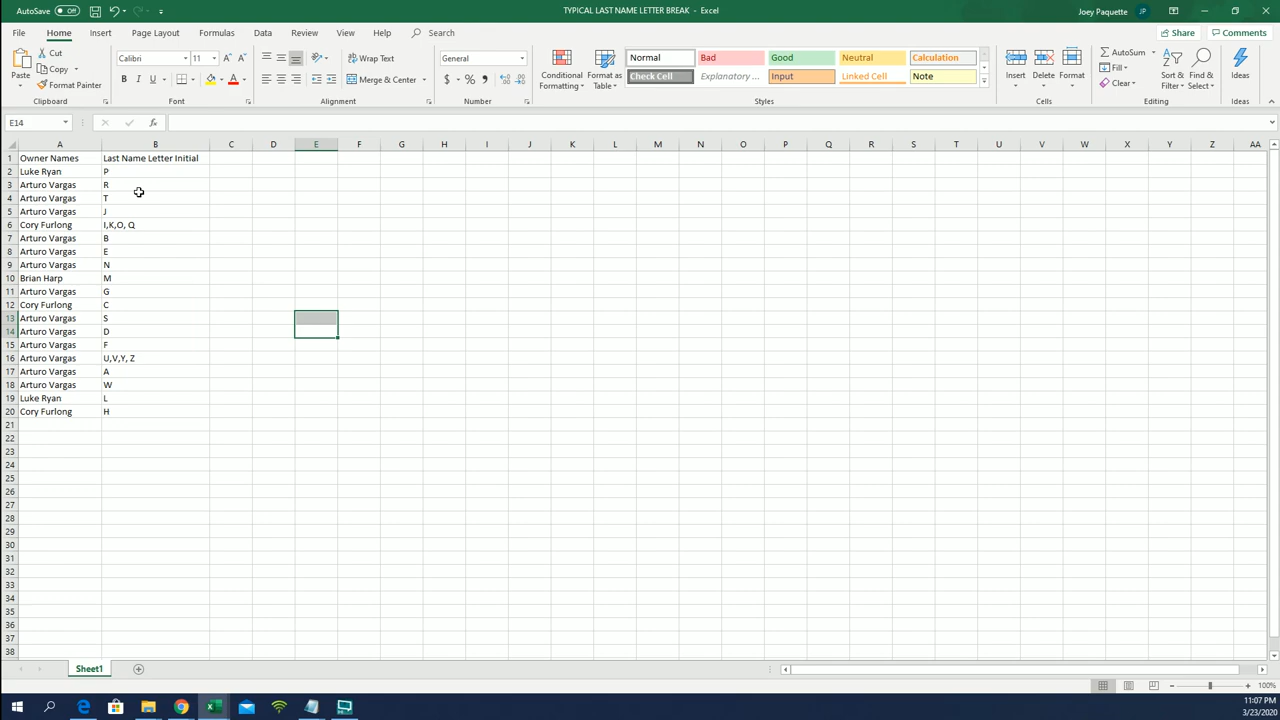 AutoSave Off
TYPICAL LAST NAME LETTER BREAK - Excel
Joey Paquette JP
File Home Insert Page Layout Formulas Data Review View Help Search
Share Comments
Paste
Cut
Copy
Format Painter
Clipboard
Calibri 11
B I U
Font
Wrap Text
Merge & Center
Alignment
General
$ % ,
Number
Conditional Formatting
Format as Table
Normal Bad Good Neutral Calculation
Check Cell Explanatory ... Input Linked Cell Note
Styles
Insert Delete Format
Cells
AutoSum
Fill
Clear
Sort & Filter
Find & Select
Editing
Ideas
Ideas
E14 fx
A B C D E F G H I J K L M N O P Q R S T U V W X Y Z AA
1 Owner Names Last Name Letter Initial
2 Luke Ryan P
3 Arturo Vargas R
4 Arturo Vargas T
5 Arturo Vargas J
6 Cory Furlong I,K,O, Q
7 Arturo Vargas B
8 Arturo Vargas E
9 Arturo Vargas N
10 Brian Harp M
11 Arturo Vargas G
12 Cory Furlong C
13 Arturo Vargas S
14 Arturo Vargas D
15 Arturo Vargas F
16 Arturo Vargas U,V,Y, Z
17 Arturo Vargas A
18 Arturo Vargas W
19 Luke Ryan L
20 Cory Furlong H
21
22
23
24
25
26
27
28
29
30
31
32
33
34
35
36
37
38
Sheet1
100%
11:07 PM
3/23/2020